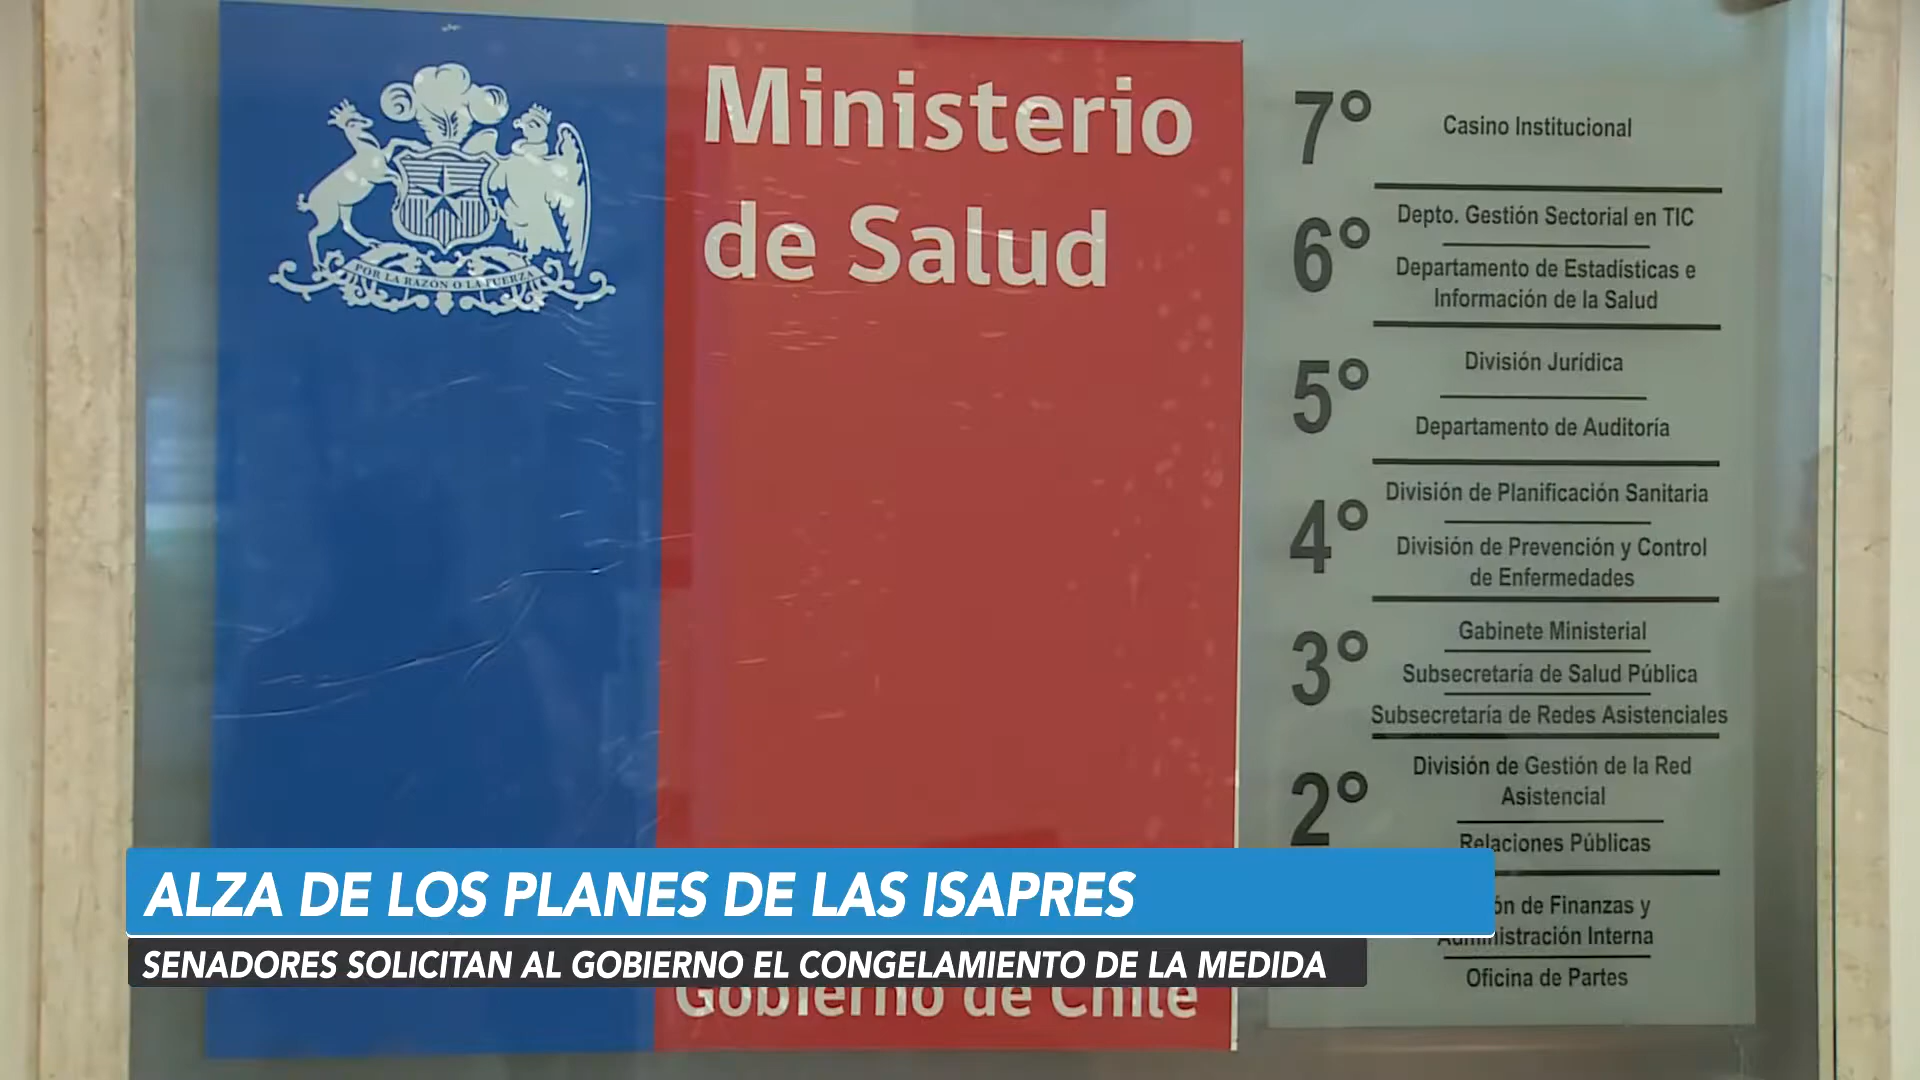 Ministerio
de Salud
POR LA RAZÓN O LA FUERZA
Gobierno de Chile
7°
Casino Institucional
6°
Depto. Gestión Sectorial en TIC
Departamento de Estadísticas e
Información de la Salud
5°
División Jurídica
Departamento de Auditoría
4°
División de Planificación Sanitaria
División de Prevención y Control
de Enfermedades
3°
Gabinete Ministerial
Subsecretaría de Salud Pública
Subsecretaría de Redes Asistenciales
2°
División de Gestión de la Red
Asistencial
Relaciones Públicas
de Finanzas y
Administración Interna
Oficina de Partes
ALZA DE LOS PLANES DE LAS ISAPRES
SENADORES SOLICITAN AL GOBIERNO EL CONGELAMIENTO DE LA MEDIDA